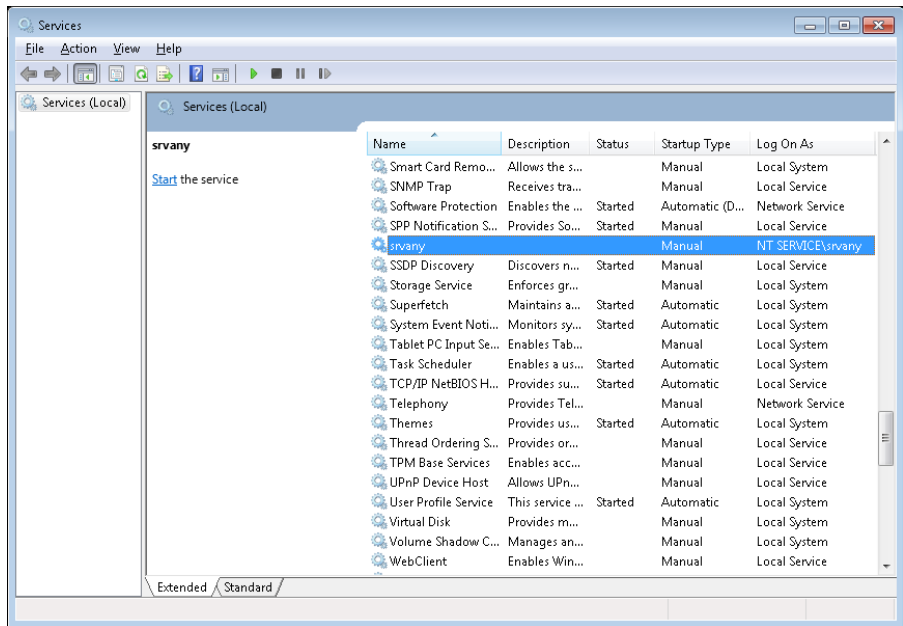 Services
File Action View Help
Services (Local)
Services (Local)
srvany
Start the service
Name Description Status Startup Type Log On As
Smart Card Remo... Allows the s... Manual Local System
SNMP Trap Receives tra... Manual Local Service
Software Protection Enables the ... Started Automatic (D... Network Service
SPP Notification S... Provides So... Started Manual Local Service
srvany Manual NT SERVICE\srvany
SSDP Discovery Discovers n... Started Manual Local Service
Storage Service Enforces gr... Manual Local System
Superfetch Maintains a... Started Automatic Local System
System Event Noti... Monitors sy... Started Automatic Local System
Tablet PC Input Se... Enables Tab... Manual Local System
Task Scheduler Enables a us... Started Automatic Local System
TCP/IP NetBIOS H... Provides su... Started Automatic Local Service
Telephony Provides Tel... Manual Network Service
Themes Provides us... Started Automatic Local System
Thread Ordering S... Provides or... Manual Local Service
TPM Base Services Enables acc... Manual Local Service
UPnP Device Host Allows UPn... Manual Local Service
User Profile Service This service ... Started Automatic Local System
Virtual Disk Provides m... Manual Local System
Volume Shadow C... Manages an... Manual Local System
WebClient Enables Win... Manual Local Service
Extended Standard